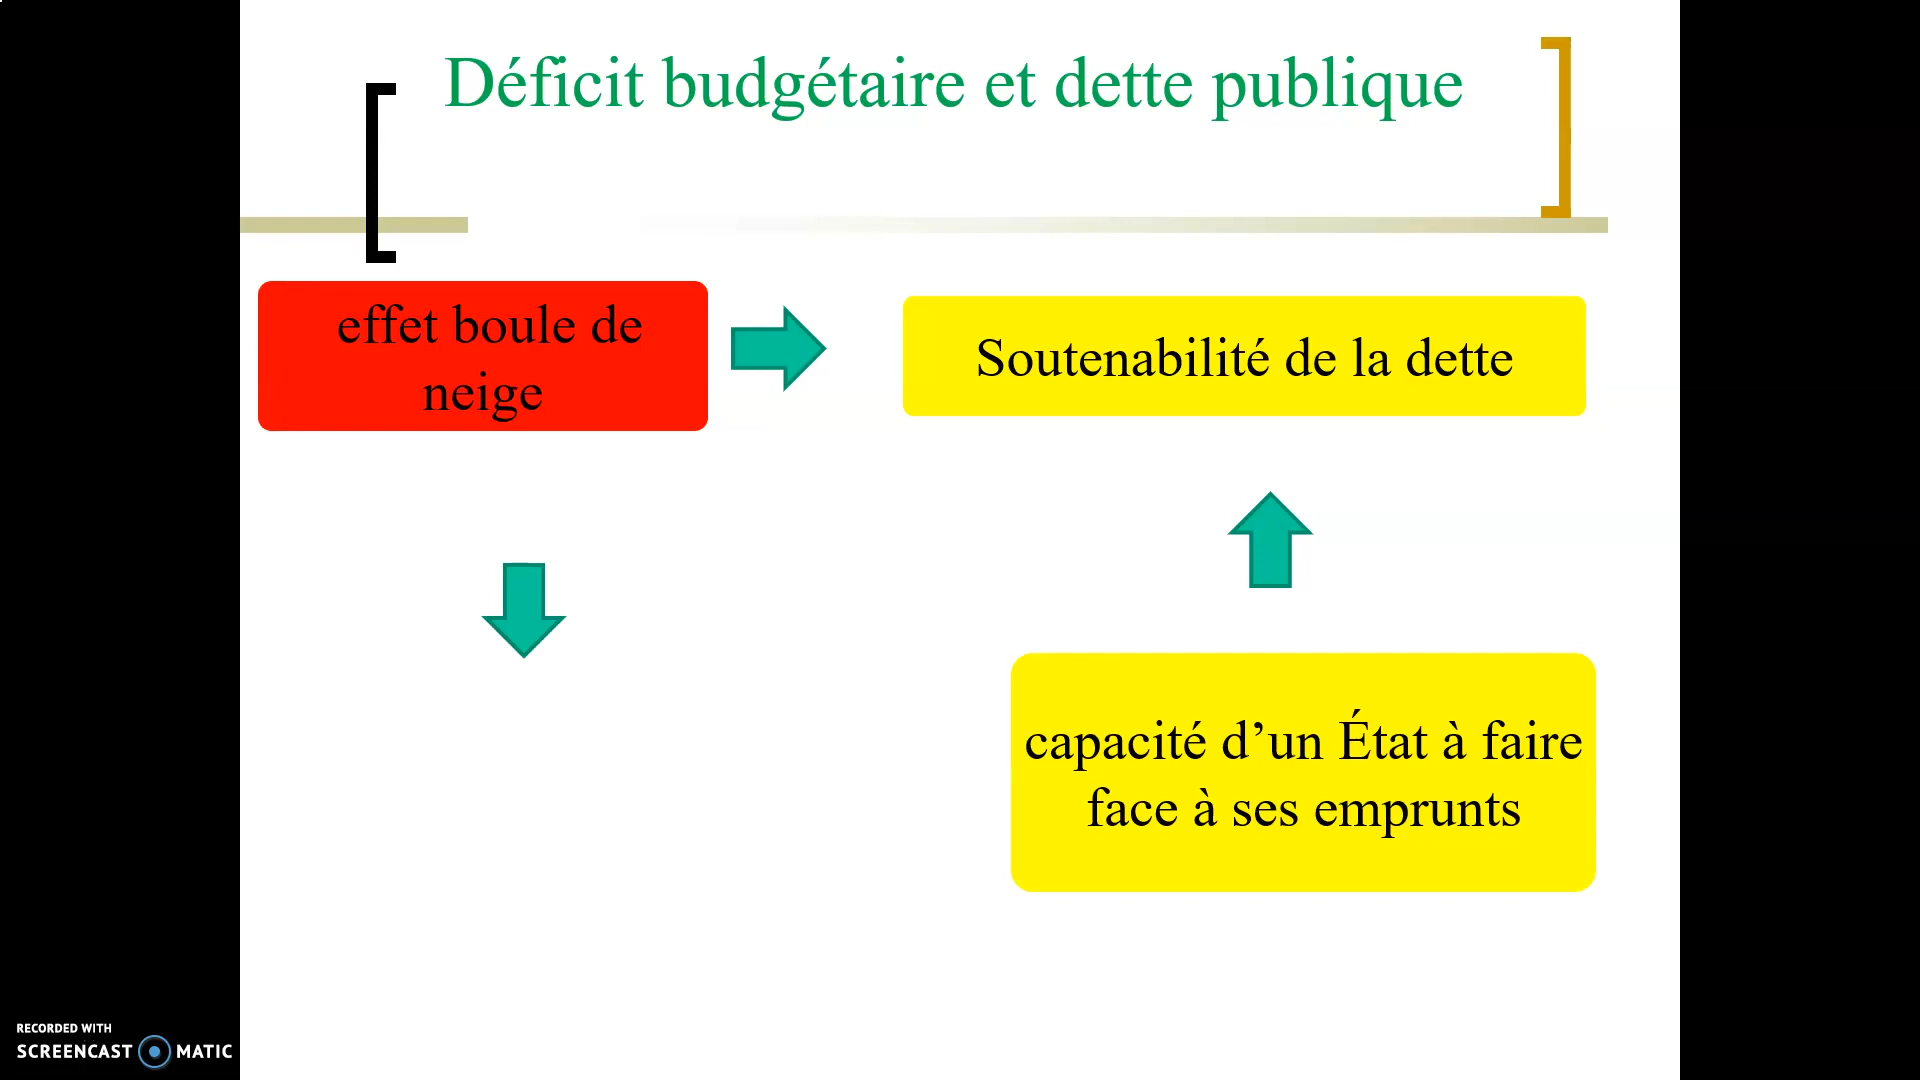 Déficit budgétaire et dette publique
effet boule de
neige
Soutenabilité de la dette
capacité d’un État à faire
face à ses emprunts
RECORDED WITH
SCREENCAST MATIC